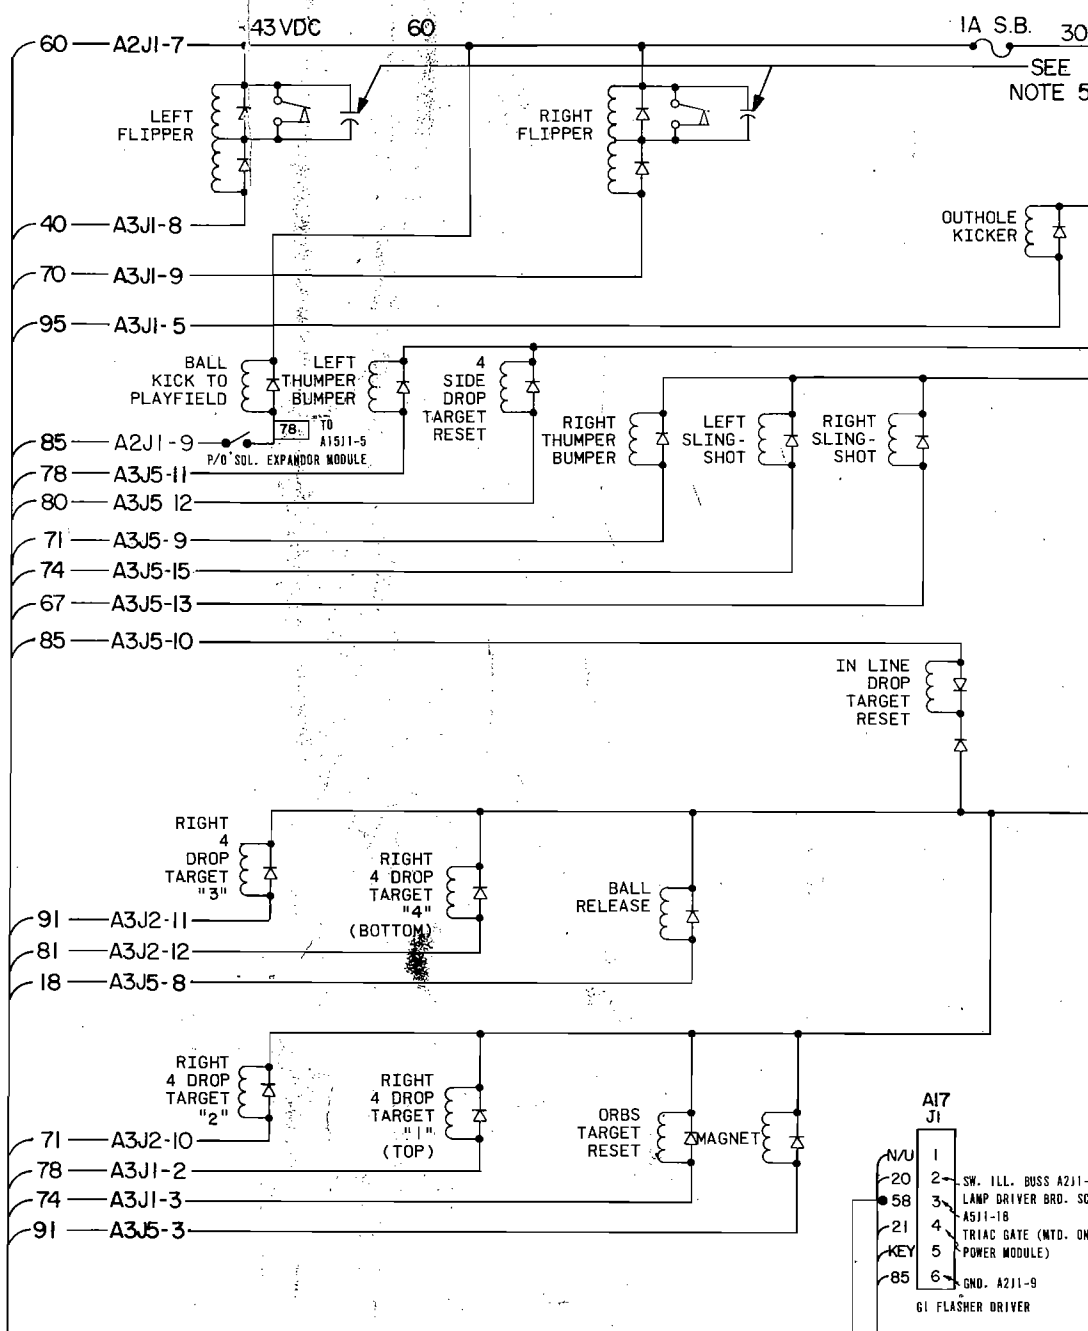 43 VDC 60 1A S.B. 30
60 A2J1-7
SEE
NOTE 5
LEFT
FLIPPER
RIGHT
FLIPPER
40 A3J1-8
OUTHOLE
KICKER
70 A3J1-9
95 A3J1-5
BALL
KICK TO
PLAYFIELD
LEFT
THUMPER
BUMPER
4
SIDE
DROP
TARGET
RESET
RIGHT
THUMPER
BUMPER
LEFT
SLING-
SHOT
RIGHT
SLING-
SHOT
78 TO
A15J1-5
85 A2J1-9
P/O SOL. EXPANDOR MODULE
78 A3J5-11
80 A3J5 12
71 A3J5-9
74 A3J5-15
67 A3J5-13
85 A3J5-10
IN LINE
DROP
TARGET
RESET
RIGHT
4
DROP
TARGET
"3"
RIGHT
4 DROP
TARGET
"4"
(BOTTOM)
BALL
RELEASE
91 A3J2-11
81 A3J2-12
18 A3J5-8
RIGHT
4 DROP
TARGET
"2"
RIGHT
4 DROP
TARGET
"1"
(TOP)
ORBS
TARGET
RESET
MAGNET
71 A3J2-10
78 A3J1-2
74 A3J1-3
91 A3J5-3
A17
J1
N/U 1
20 2 SW. ILL. BUSS A2J1-
58 3 LAMP DRIVER BRD. SC
A5J1-18
21 4 TRIAC GATE (MTD. ON
KEY 5 POWER MODULE)
85 6 GND. A2J1-9
GI FLASHER DRIVER